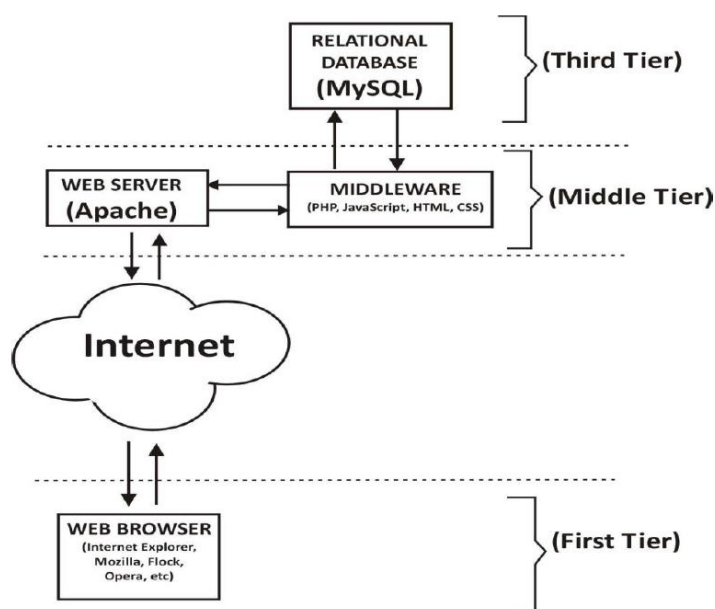 RELATIONAL
DATABASE
(MySQL)
(Third Tier)
WEB SERVER
(Apache)
MIDDLEWARE
(PHP, JavaScript, HTML, CSS)
(Middle Tier)
Internet
WEB BROWSER
(Internet Explorer,
Mozilla, Flock,
Opera, etc)
(First Tier)